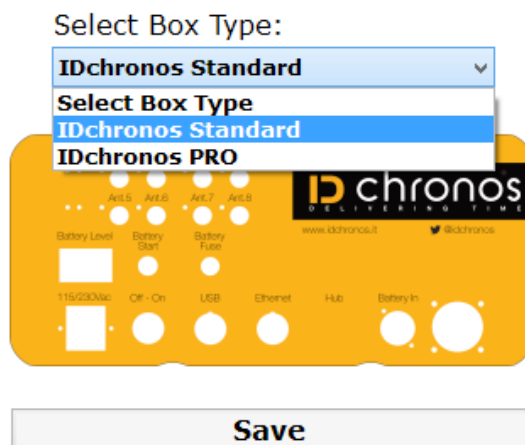 Select Box Type:
IDchronos Standard
Select Box Type
IDchronos Standard
IDchronos PRO
Ant.5 Ant.6 Ant.7 Ant.8
ID chronos
DELIVERING TIME
www.idchronos.it @idchronos
Battery Level Battery Start Battery Fuse
115/230Vac Off - On USB Ethernet Hub Battery In
Save